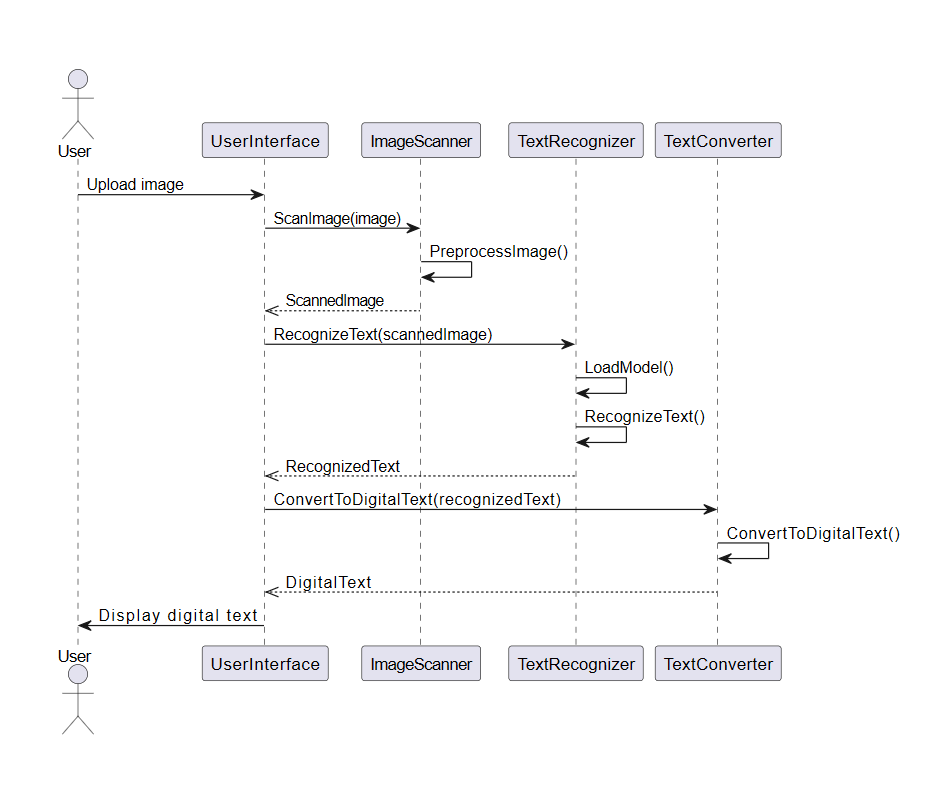 User
UserInterface
ImageScanner
TextRecognizer
TextConverter
Upload image
ScanImage(image)
PreprocessImage()
ScannedImage
RecognizeText(scannedImage)
LoadModel()
RecognizeText()
RecognizedText
ConvertToDigitalText(recognizedText)
ConvertToDigitalText()
DigitalText
Display digital text
User
UserInterface
ImageScanner
TextRecognizer
TextConverter